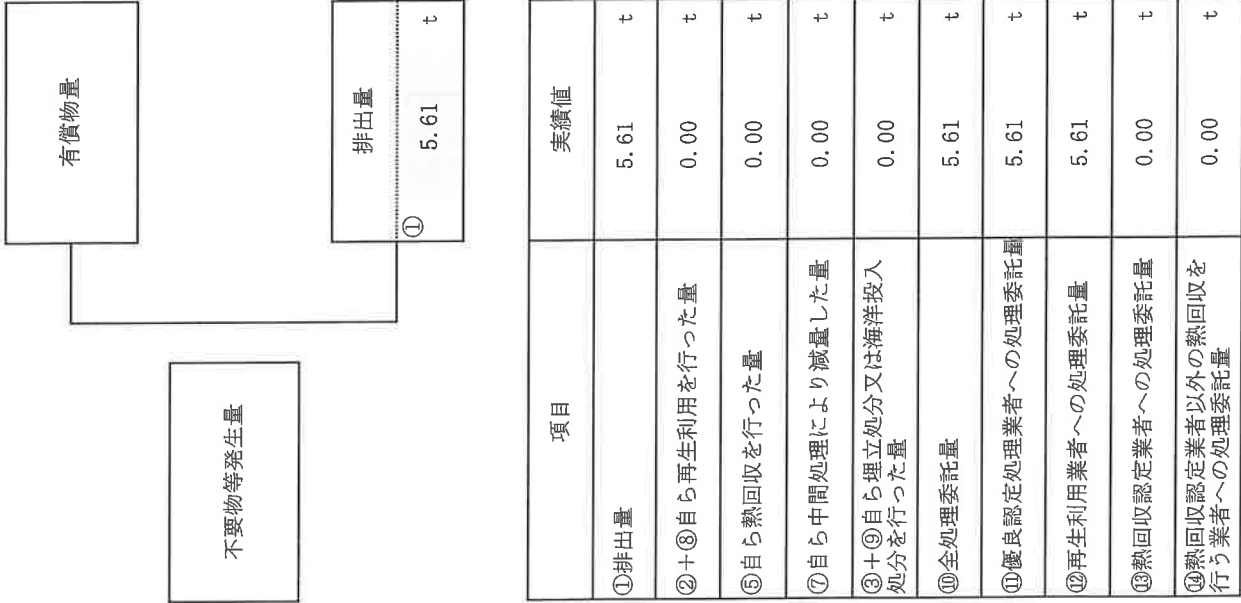 不要物等発生量
有償物量
排出量
① 5.61 t
項目 実績値
①排出量 5.61 t
②+⑧自ら再生利用を行った量 0.00 t
⑤自ら熱回収を行った量 0.00 t
⑦自ら中間処理により減量した量 0.00 t
③+⑨自ら埋立処分又は海洋投入
処分を行った量 0.00 t
⑩全処理委託量 5.61 t
⑪優良認定処理業者への処理委託量 5.61 t
⑫再生利用業者への処理委託量 5.61 t
⑬熱回収認定業者への処理委託量 0.00 t
⑭熱回収認定業者以外の熱回収を
行う業者への処理委託量 0.00 t